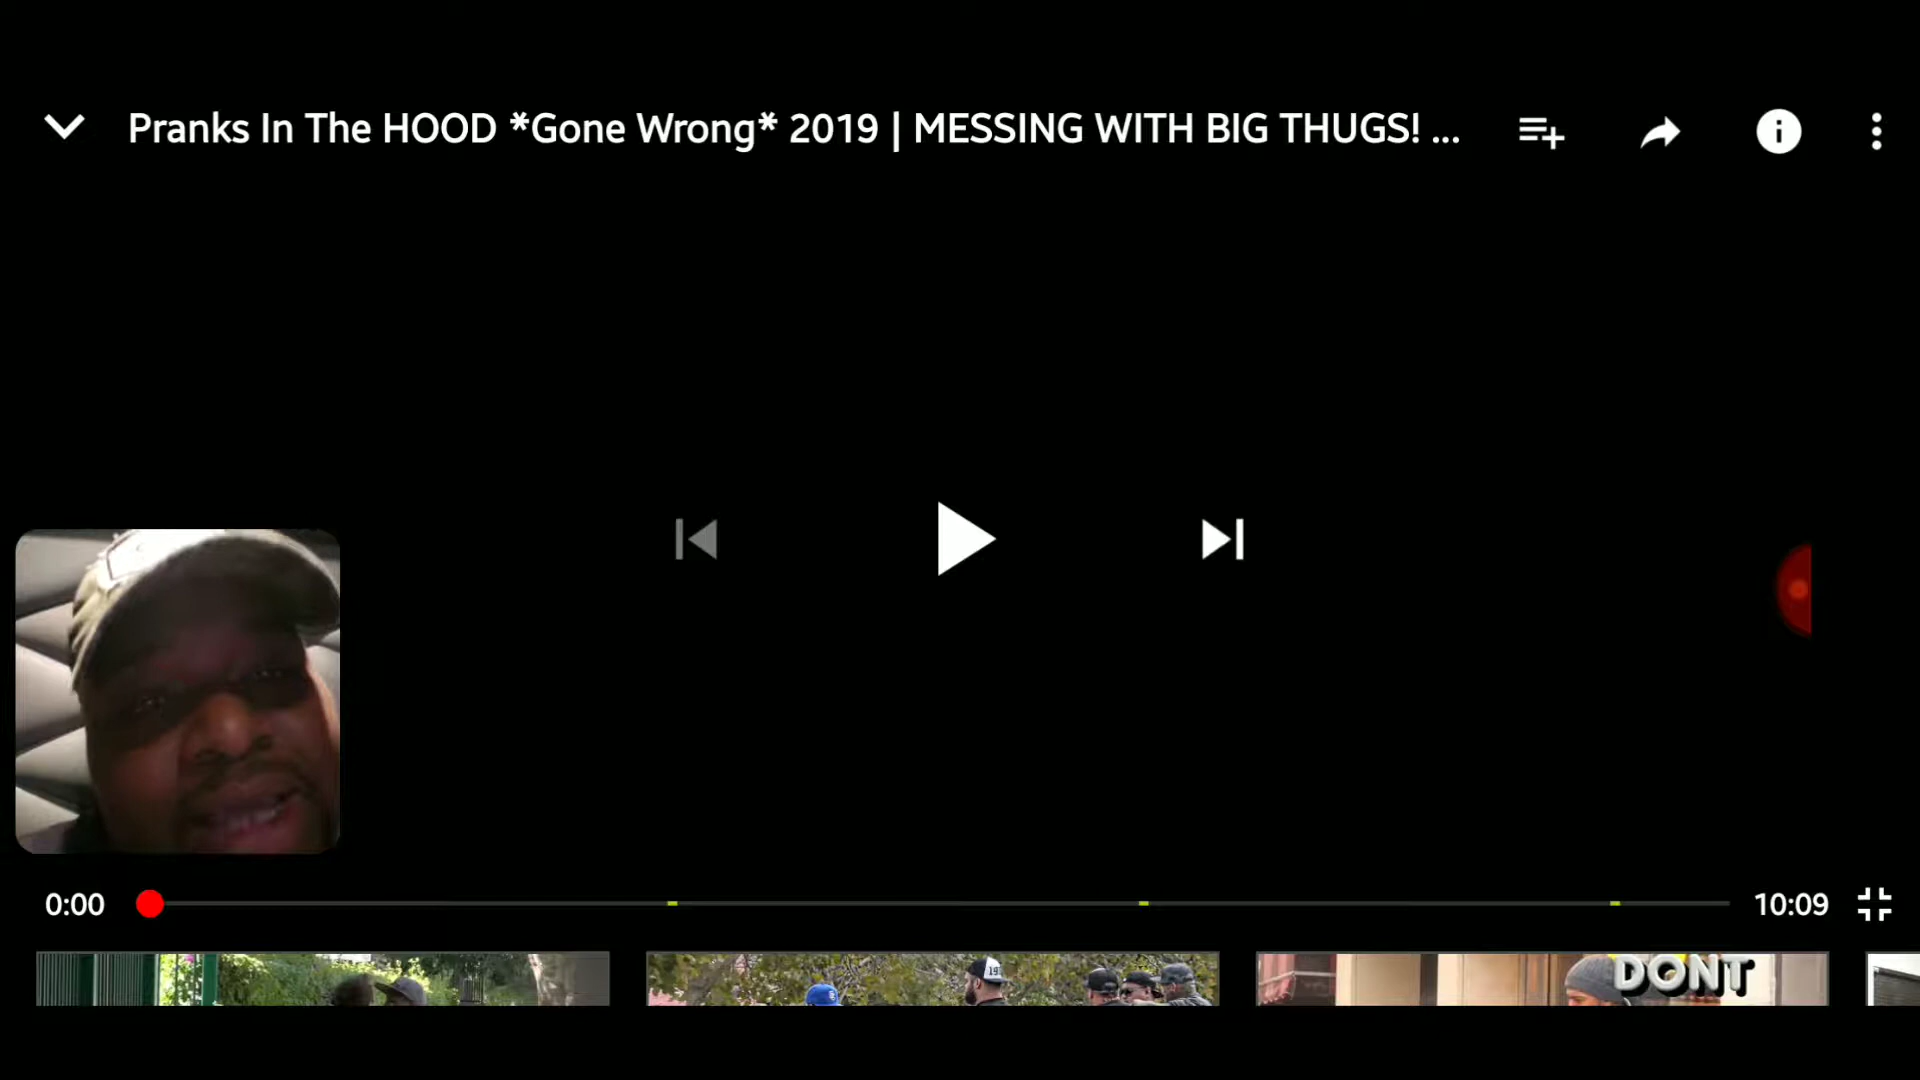 Pranks In The HOOD *Gone Wrong* 2019 | MESSING WITH BIG THUGS! ...
0:00
10:09
DONT